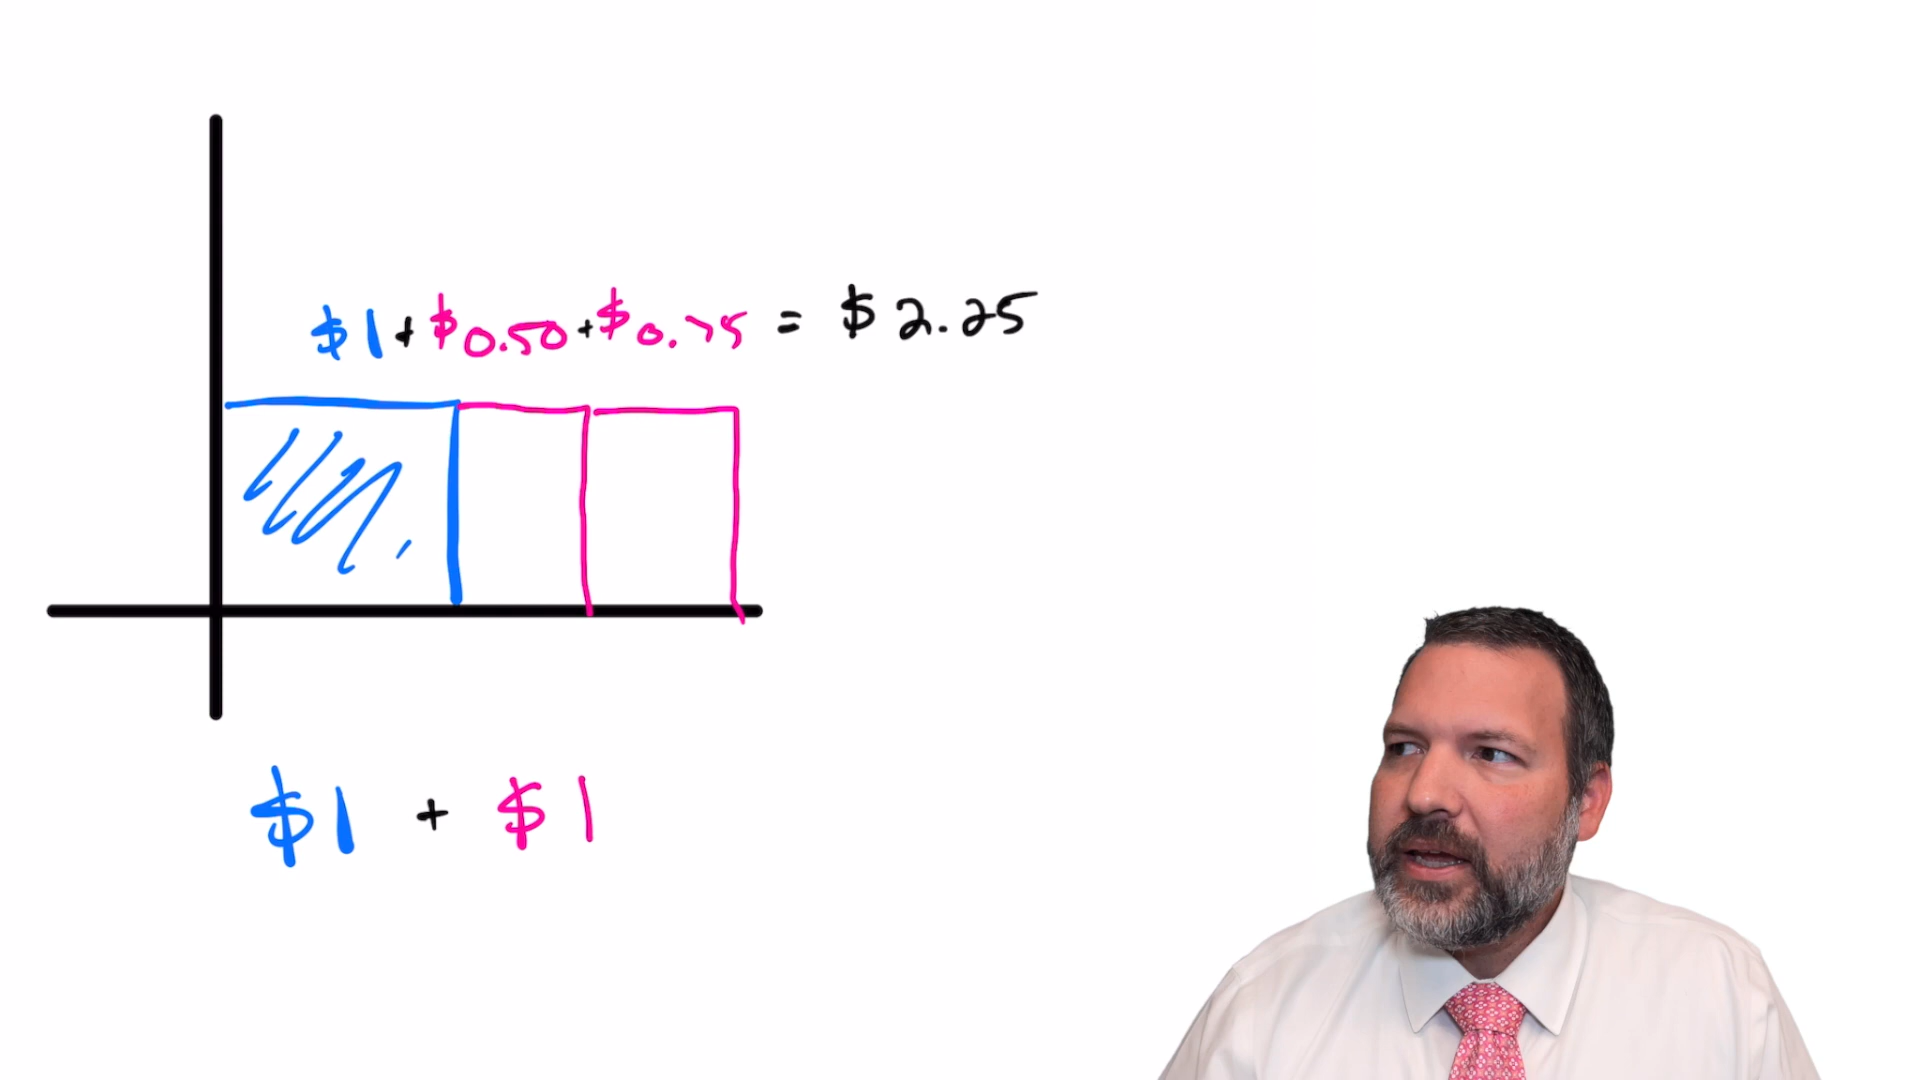 $1 + $0.50 + $0.75 = $2.25
$1 + $1